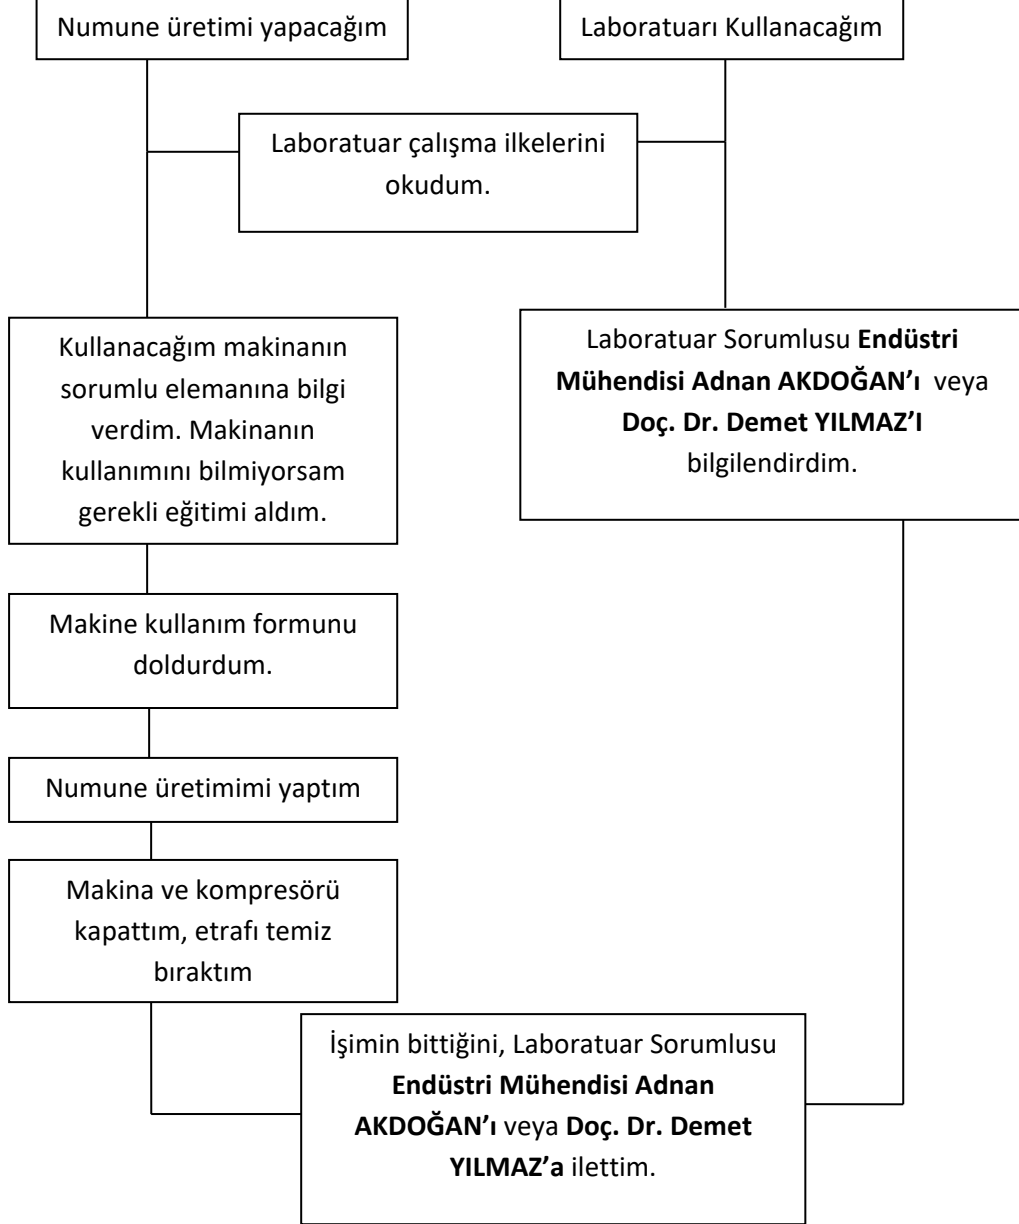 Numune üretimi yapacağım
Laboratuarı Kullanacağım
Laboratuar çalışma ilkelerini
okudum.
Kullanacağım makinanın
sorumlu elemanına bilgi
verdim. Makinanın
kullanımını bilmiyorsam
gerekli eğitimi aldım.
Laboratuar Sorumlusu Endüstri
Mühendisi Adnan AKDOĞAN’ı veya
Doç. Dr. Demet YILMAZ’I
bilgilendirdim.
Makine kullanım formunu
doldurdum.
Numune üretimimi yaptım
Makina ve kompresörü
kapattım, etrafı temiz
bıraktım
İşimin bittiğini, Laboratuar Sorumlusu
Endüstri Mühendisi Adnan
AKDOĞAN’ı veya Doç. Dr. Demet
YILMAZ’a ilettim.